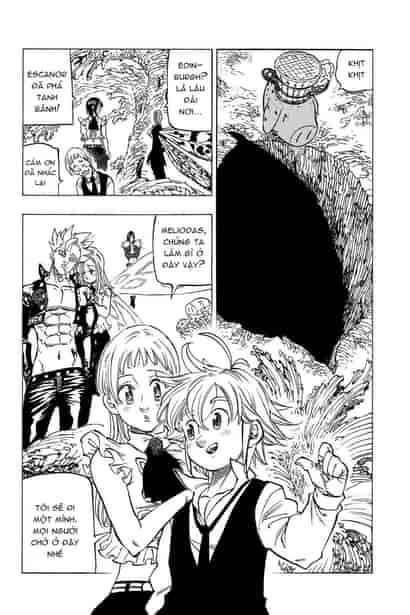 KHỊT
KHỊT
EDIN-
BURGH?
LÀ LÂU
ĐÀI
NƠI...
ESCANOR
ĐÃ PHÁ
TANH
BÀNH!
CẢM ƠN
ĐÃ NHẮC
LẠI
MELIODAS,
CHÚNG TA
LÀM GÌ Ở
ĐÂY VẬY?
TÔI SẼ ĐI
MỘT MÌNH.
MỌI NGƯỜI
CHỜ Ở ĐÂY
NHÉ